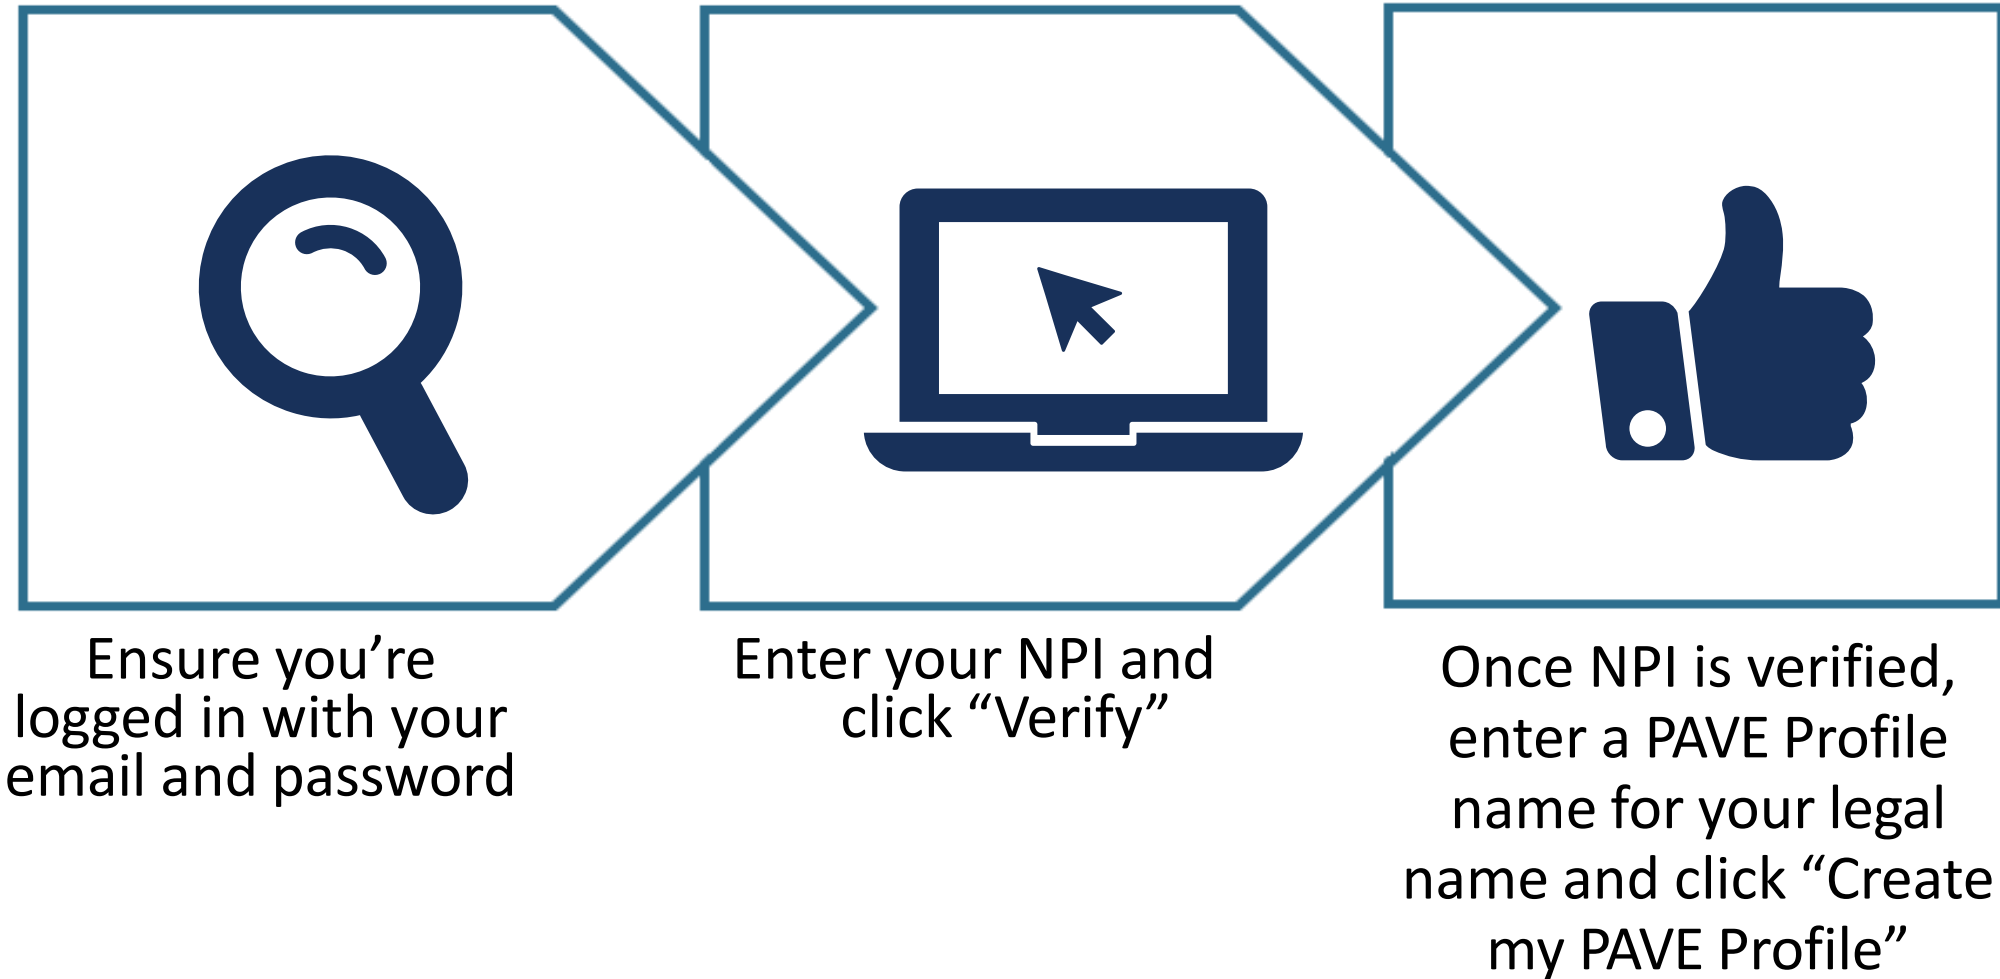 Ensure you’re
logged in with your
email and password
Enter your NPI and
click “Verify”
Once NPI is verified,
enter a PAVE Profile
name for your legal
name and click “Create
my PAVE Profile”